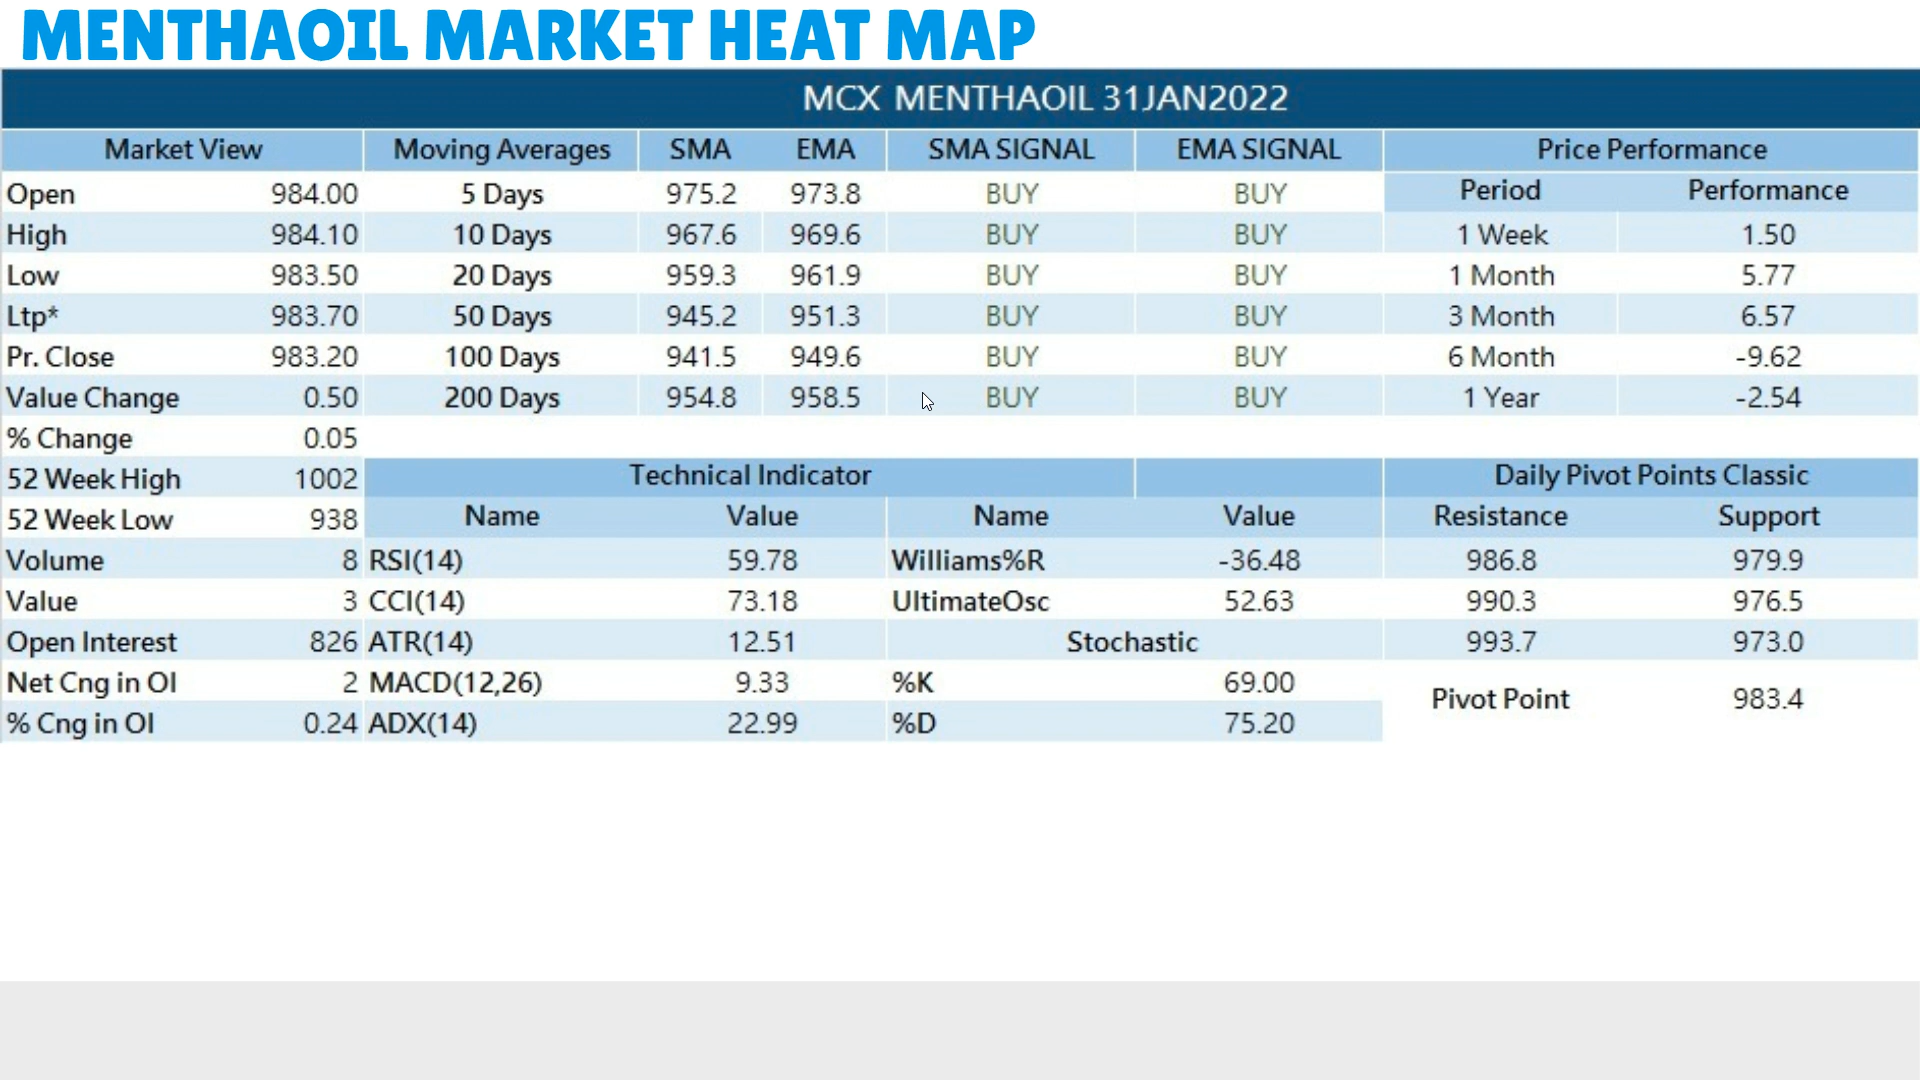 MENTHAOIL MARKET HEAT MAP
MCX MENTHAOIL 31JAN2022
Market View Moving Averages SMA EMA SMA SIGNAL EMA SIGNAL Price Performance
Open 984.00 5 Days 975.2 973.8 BUY BUY Period Performance
High 984.10 10 Days 967.6 969.6 BUY BUY 1 Week 1.50
Low 983.50 20 Days 959.3 961.9 BUY BUY 1 Month 5.77
Ltp* 983.70 50 Days 945.2 951.3 BUY BUY 3 Month 6.57
Pr. Close 983.20 100 Days 941.5 949.6 BUY BUY 6 Month -9.62
Value Change 0.50 200 Days 954.8 958.5 BUY BUY 1 Year -2.54
% Change 0.05
52 Week High 1002 Technical Indicator Daily Pivot Points Classic
52 Week Low 938 Name Value Name Value Resistance Support
Volume 8 RSI(14) 59.78 Williams%R -36.48 986.8 979.9
Value 3 CCI(14) 73.18 UltimateOsc 52.63 990.3 976.5
Open Interest 826 ATR(14) 12.51 Stochastic 993.7 973.0
Net Cng in OI 2 MACD(12,26) 9.33 %K 69.00 Pivot Point 983.4
% Cng in OI 0.24 ADX(14) 22.99 %D 75.20